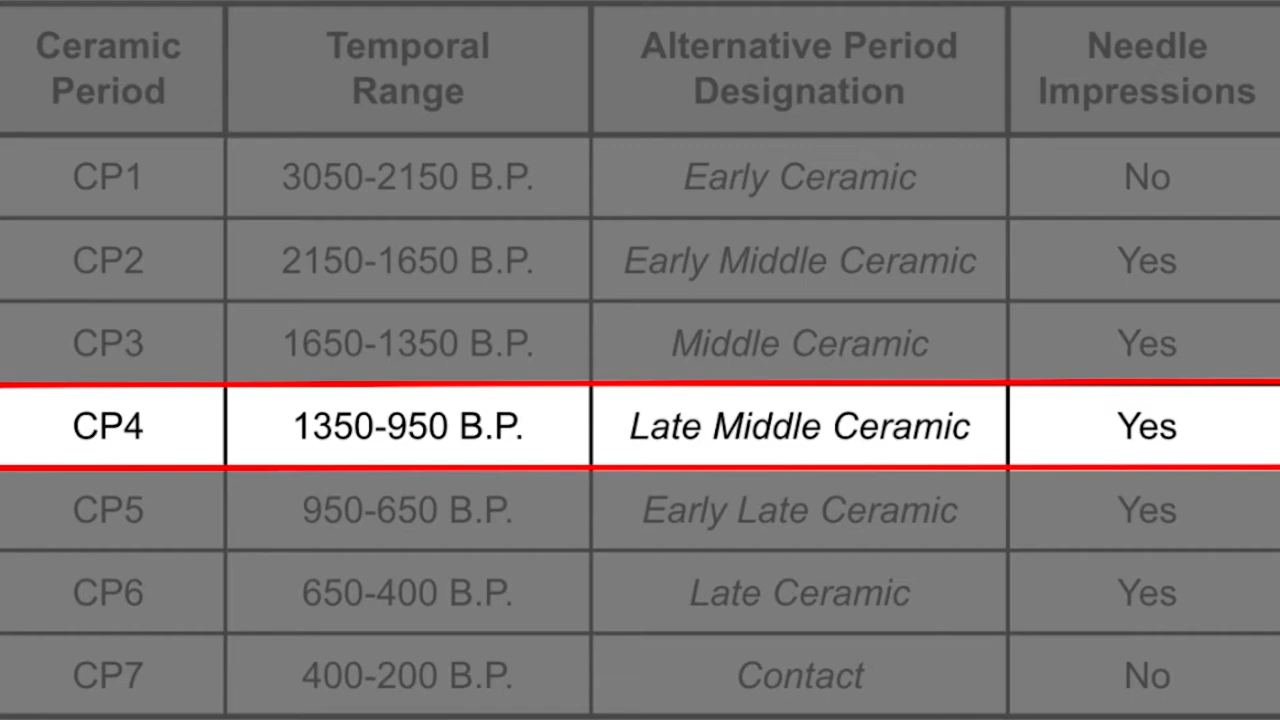 Ceramic Period Temporal Range Alternative Period Designation Needle Impressions
CP1 3050-2150 B.P. Early Ceramic No
CP2 2150-1650 B.P. Early Middle Ceramic Yes
CP3 1650-1350 B.P. Middle Ceramic Yes
CP4 1350-950 B.P. Late Middle Ceramic Yes
CP5 950-650 B.P. Early Late Ceramic Yes
CP6 650-400 B.P. Late Ceramic Yes
CP7 400-200 B.P. Contact No